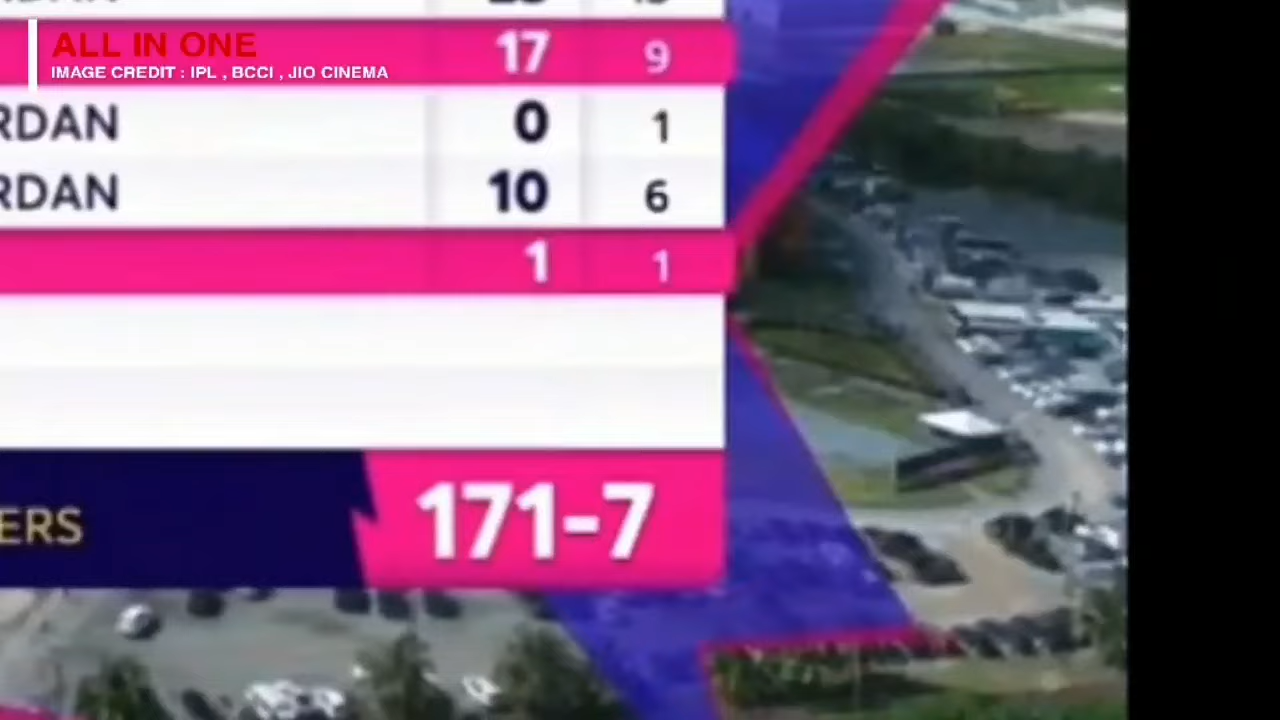 ALL IN ONE
IMAGE CREDIT : IPL , BCCI , JIO CINEMA
17 9
RDAN 0 1
RDAN 10 6
1 1
ERS 171-7